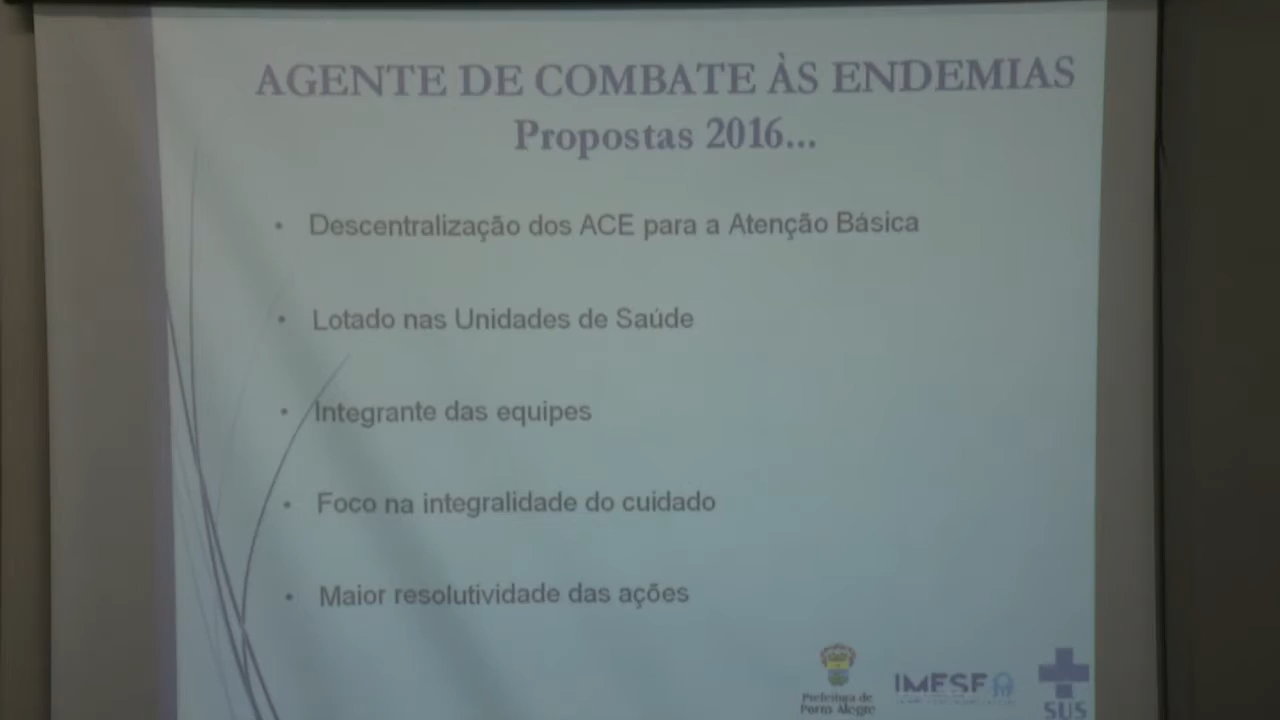 AGENTE DE COMBATE ÀS ENDEMIAS
Propostas 2016...
• Descentralização dos ACE para a Atenção Básica
• Lotado nas Unidades de Saúde
• Integrante das equipes
• Foco na integralidade do cuidado
• Maior resolutividade das ações
Prefeitura de
Porto Alegre
IMESF
SUS